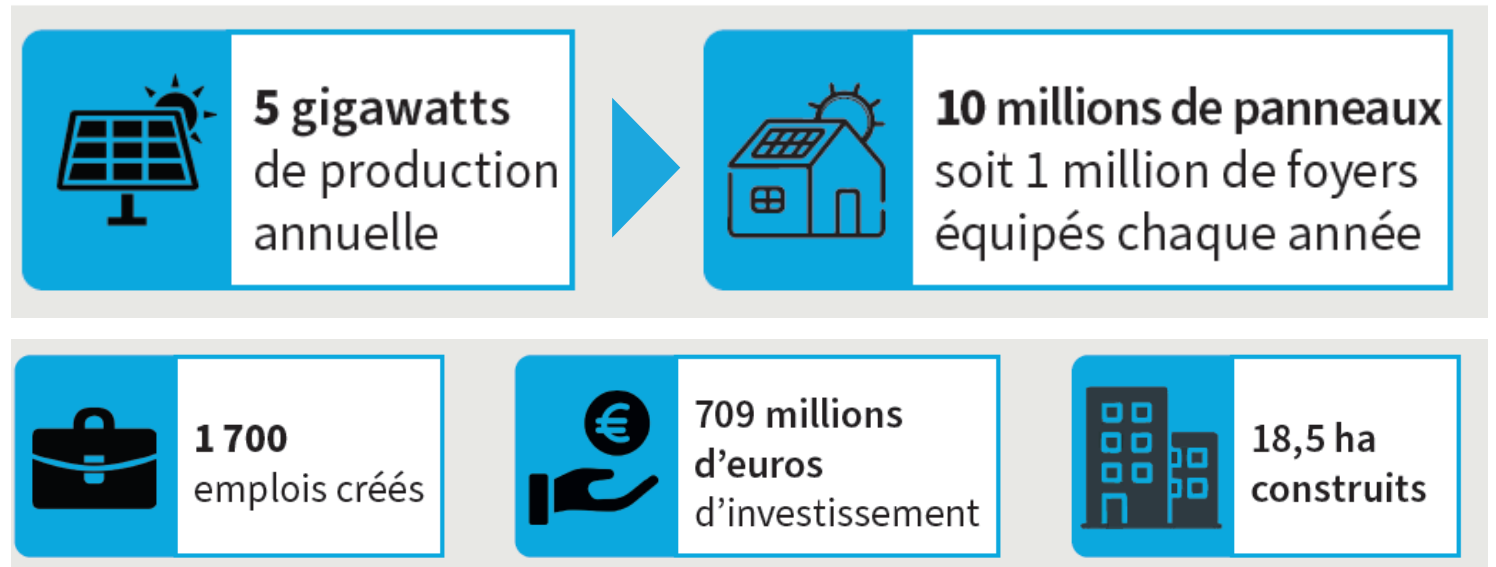 5 gigawatts
de production
annuelle
10 millions de panneaux
soit 1 million de foyers
équipés chaque année
1 700
emplois créés
709 millions
d’euros
d’investissement
18,5 ha
construits